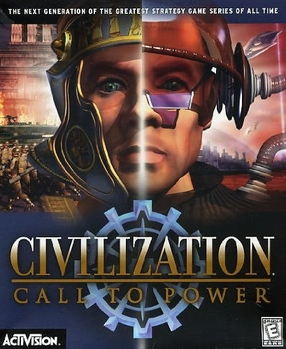 THE NEXT GENERATION OF THE GREATEST STRATEGY GAME SERIES OF ALL TIME
CIVILIZATION
CALL TO POWER
ACTIVISION.
E